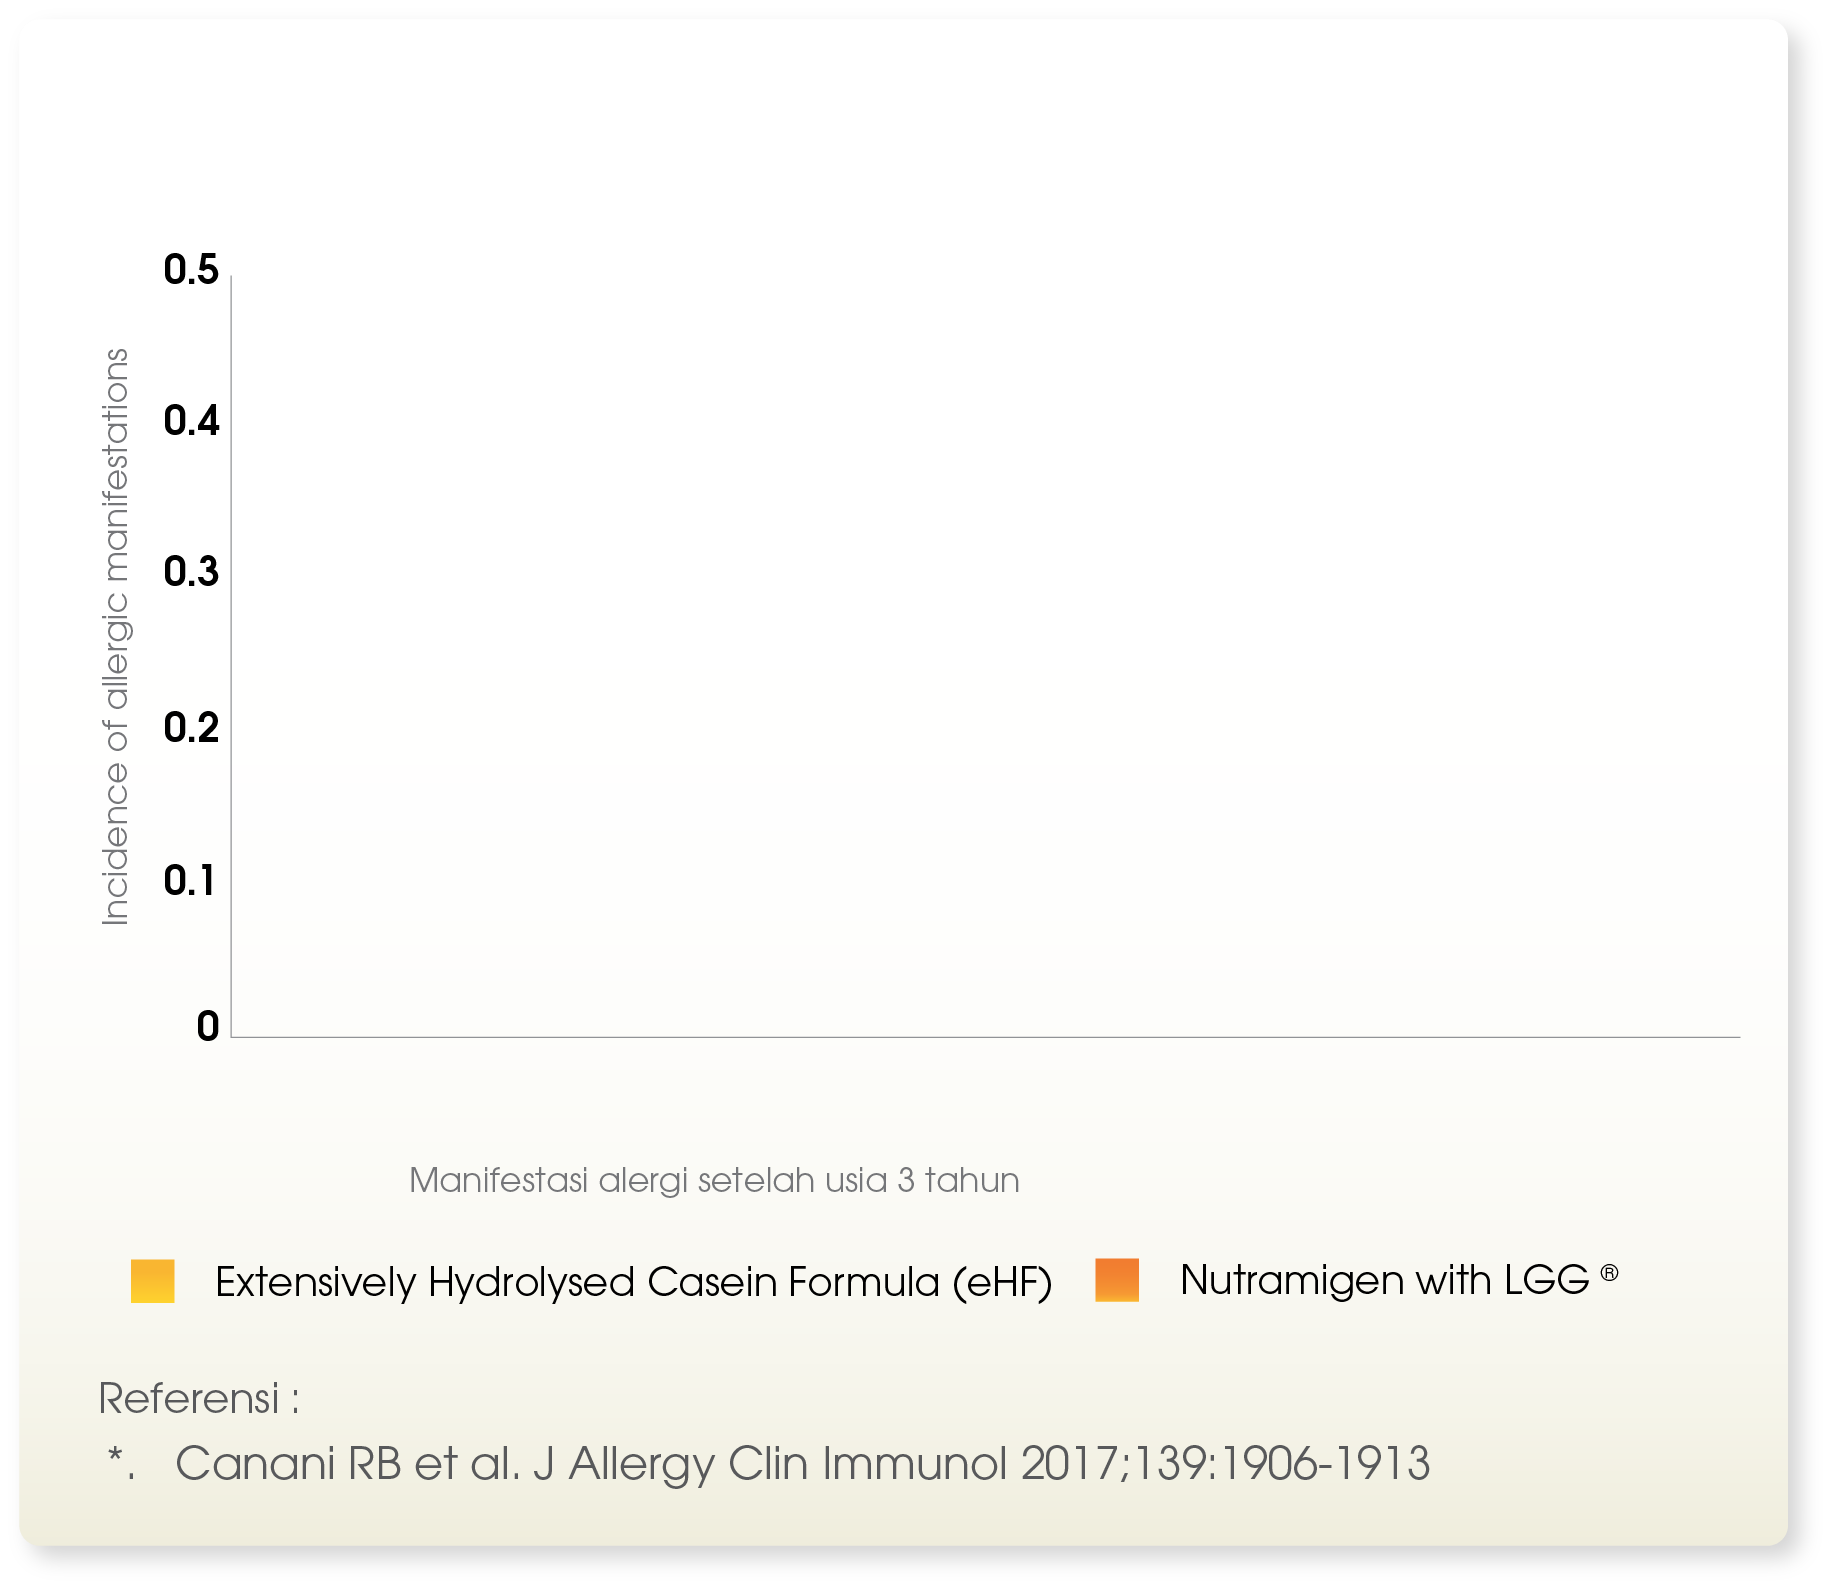 0.5
0.4
0.3
0.2
0.1
0
Incidence of allergic manifestations
Manifestasi alergi setelah usia 3 tahun
Extensively Hydrolysed Casein Formula (eHF)
Nutramigen with LGG ®
Referensi :
*. Canani RB et al. J Allergy Clin Immunol 2017;139:1906-1913